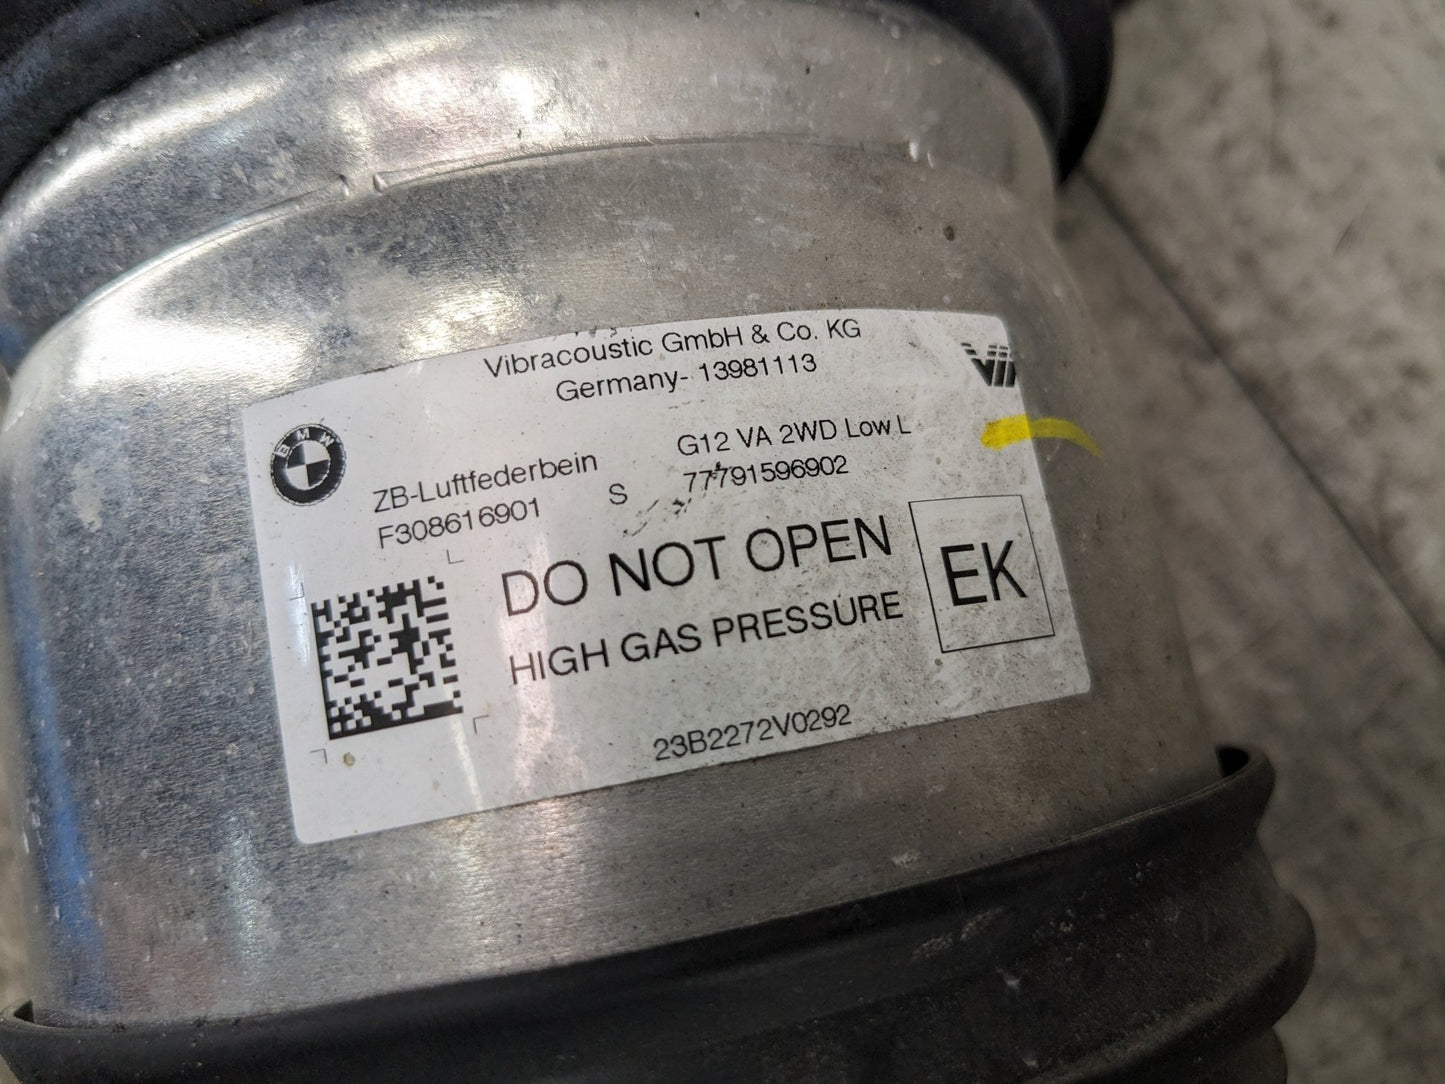 Vibracoustic GmbH & Co. KG
Germany- 13981113
BMW
ZB-Luftfederbein
G12 VA 2WD Low L
F308616901
S
77791596902
DO NOT OPEN
HIGH GAS PRESSURE
EK
23B2272V0292